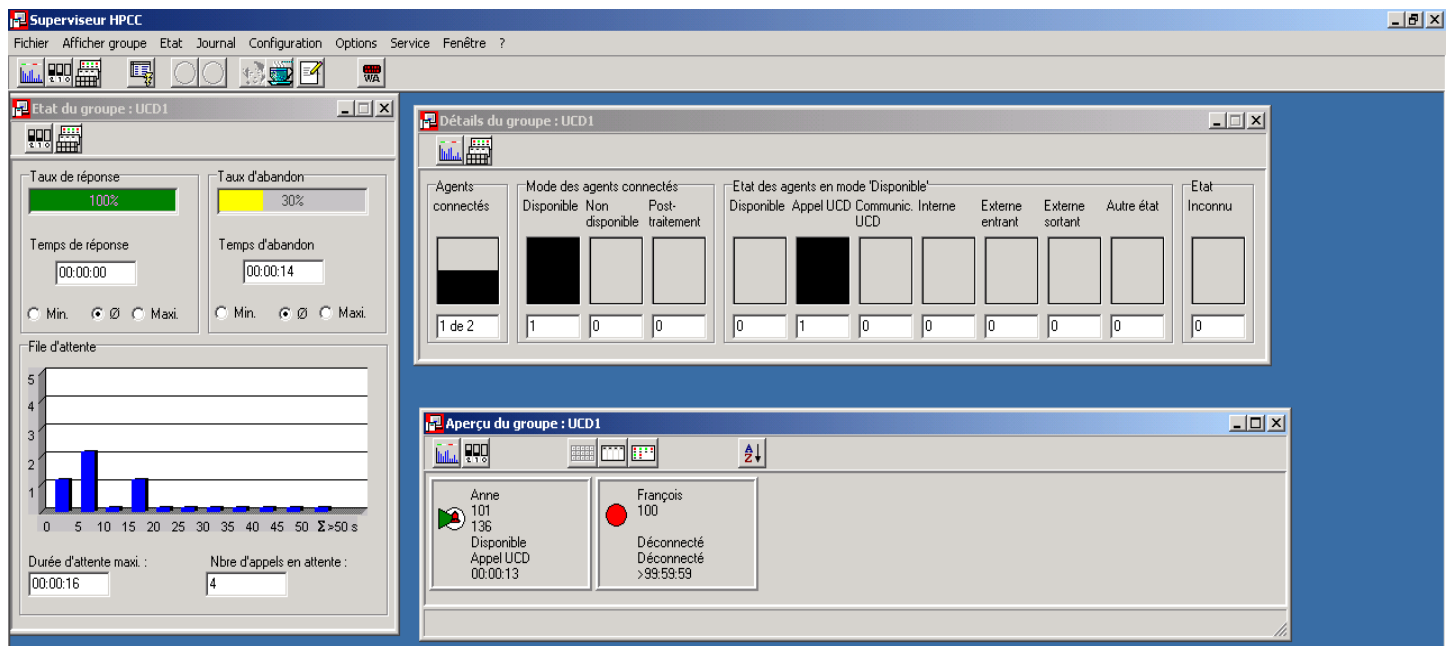 Superviseur HPCC
Fichier Afficher groupe Etat Journal Configuration Options Service Fenêtre ?
WA
Etat du groupe : UCD1
Taux de réponse
Taux d'abandon
100%
30%
Temps de réponse
Temps d'abandon
00:00:00
00:00:14
Min. Ø Maxi.
Min. Ø Maxi.
File d'attente
5
4
3
2
1
0 5 10 15 20 25 30 35 40 45 50 Σ>50 s
Durée d'attente maxi. :
Nbre d'appels en attente :
00:00:16
4
Détails du groupe : UCD1
Agents
connectés
1 de 2
Mode des agents connectés
Disponible Non Post-
disponible traitement
1 0 0
Etat des agents en mode 'Disponible'
Disponible Appel UCD Communic. Interne Externe Externe Autre état
UCD entrant sortant
0 1 0 0 0 0 0
Etat
Inconnu
0
Aperçu du groupe : UCD1
Anne
101
136
Disponible
Appel UCD
00:00:13
François
100
Déconnecté
Déconnecté
>99:59:59